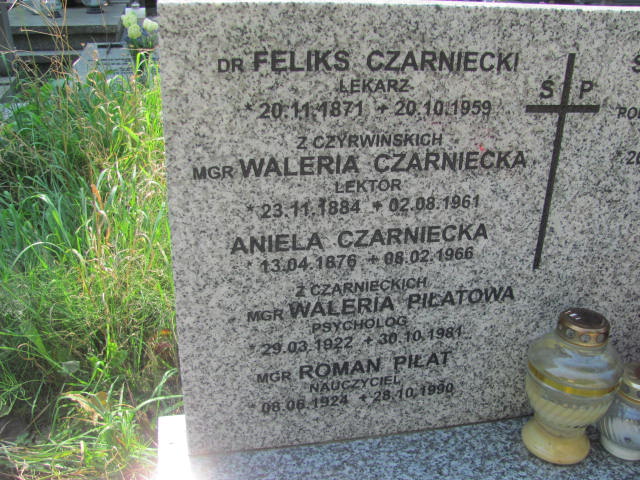 DR FELIKS CZARNIECKI
LEKARZ
* 20.11.1871 + 20.10.1959
Z CZYRWIŃSKICH
MGR WALERIA CZARNIECKA
LEKTOR
* 23.11.1884 + 02.08.1961
ANIELA CZARNIECKA
* 13.04.1876 + 08.02.1966
Z CZARNIECKICH
MGR WALERIA PIŁATOWA
PSYCHOLOG
* 29.03.1922 + 30.10.1981
MGR ROMAN PIŁAT
NAUCZYCIEL
06.06.1924 + 28.10.1990
Ś P